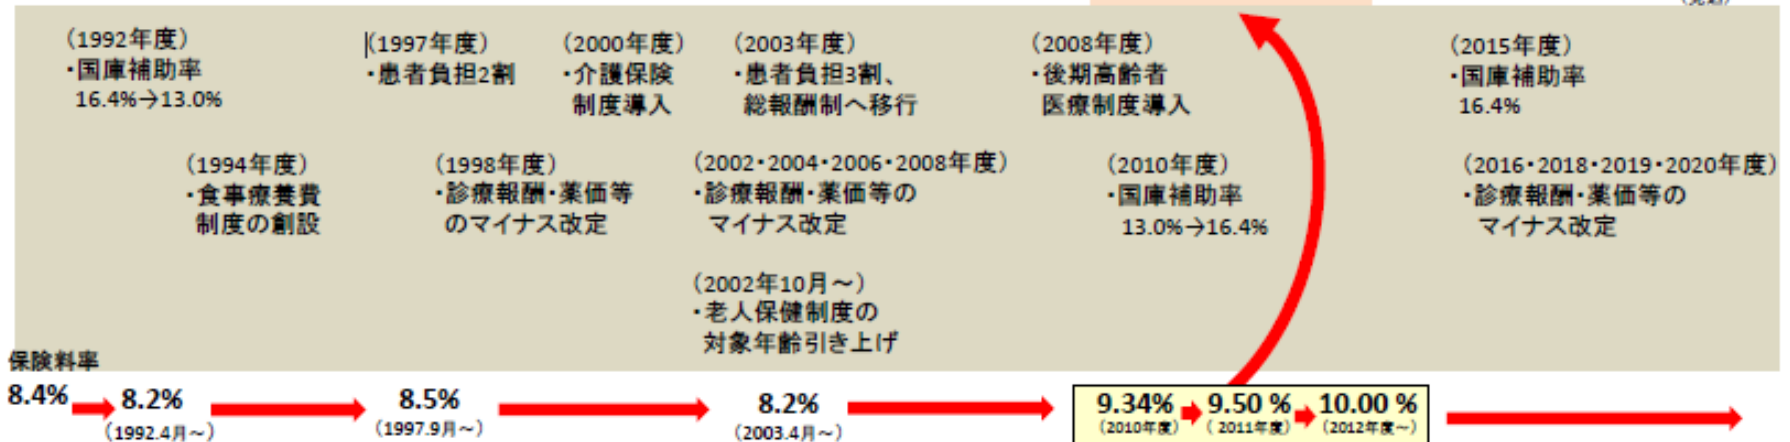 （1992年度）
・国庫補助率
16.4%→13.0%
（1997年度）
・患者負担2割
（2000年度）
・介護保険
制度導入
（2003年度）
・患者負担3割、
総報酬制へ移行
（2008年度）
・後期高齢者
医療制度導入
（2015年度）
・国庫補助率
16.4%
（1994年度）
・食事療養費
制度の創設
（1998年度）
・診療報酬・薬価等
のマイナス改定
（2002・2004・2006・2008年度）
・診療報酬・薬価等の
マイナス改定
（2010年度）
・国庫補助率
13.0%→16.4%
（2016・2018・2019・2020年度）
・診療報酬・薬価等の
マイナス改定
（2002年10月～）
・老人保健制度の
対象年齢引き上げ
保険料率
8.4%
8.2%
（1992.4月～）
8.5%
（1997.9月～）
8.2%
（2003.4月～）
9.34%
（2010年度）
9.50 %
（2011年度）
10.00 %
（2012年度～）